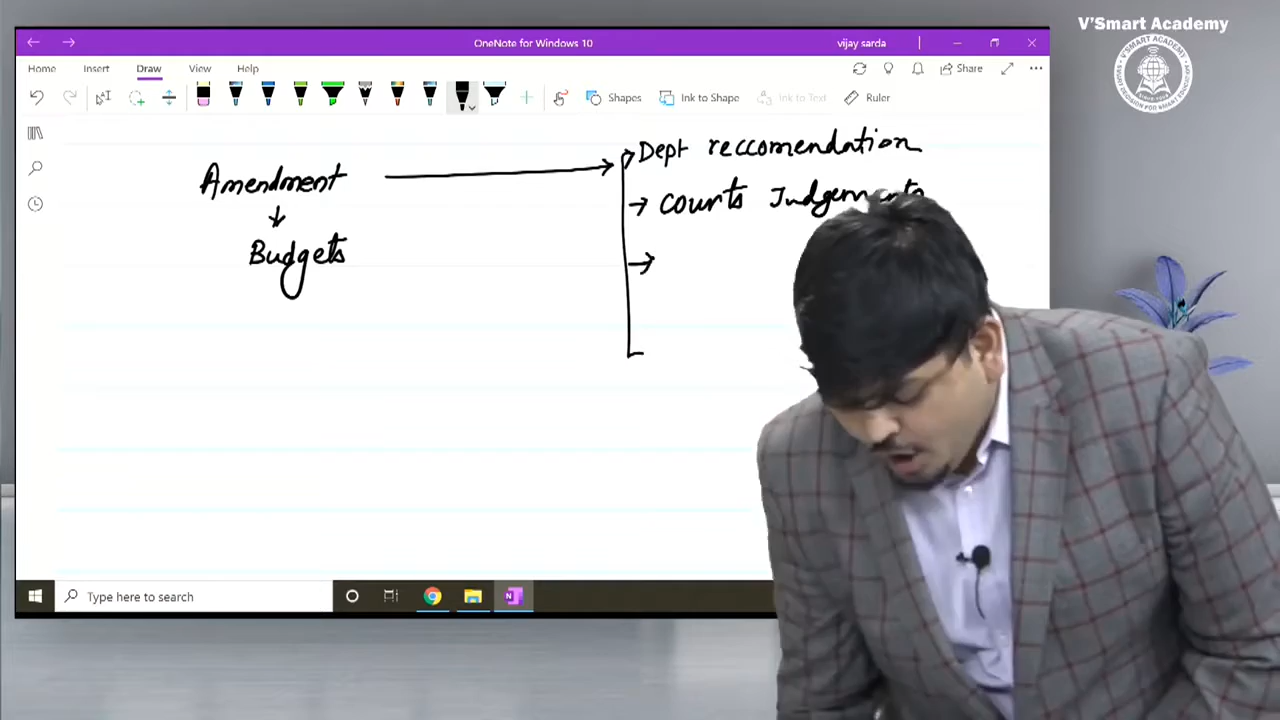 V'Smart Academy
OneNote for Windows 10
vijay sarda
Home Insert Draw View Help
Share
Shapes Ink to Shape Ink to Text Ruler
Dept reccomendation
Amendment
courts Judgements
Budgets
Type here to search